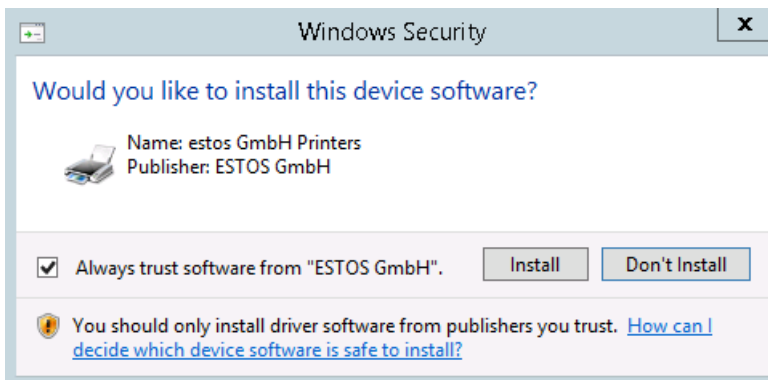 Windows Security
x
Would you like to install this device software?
Name: estos GmbH Printers
Publisher: ESTOS GmbH
Always trust software from "ESTOS GmbH".
Install
Don't Install
You should only install driver software from publishers you trust. How can I
decide which device software is safe to install?